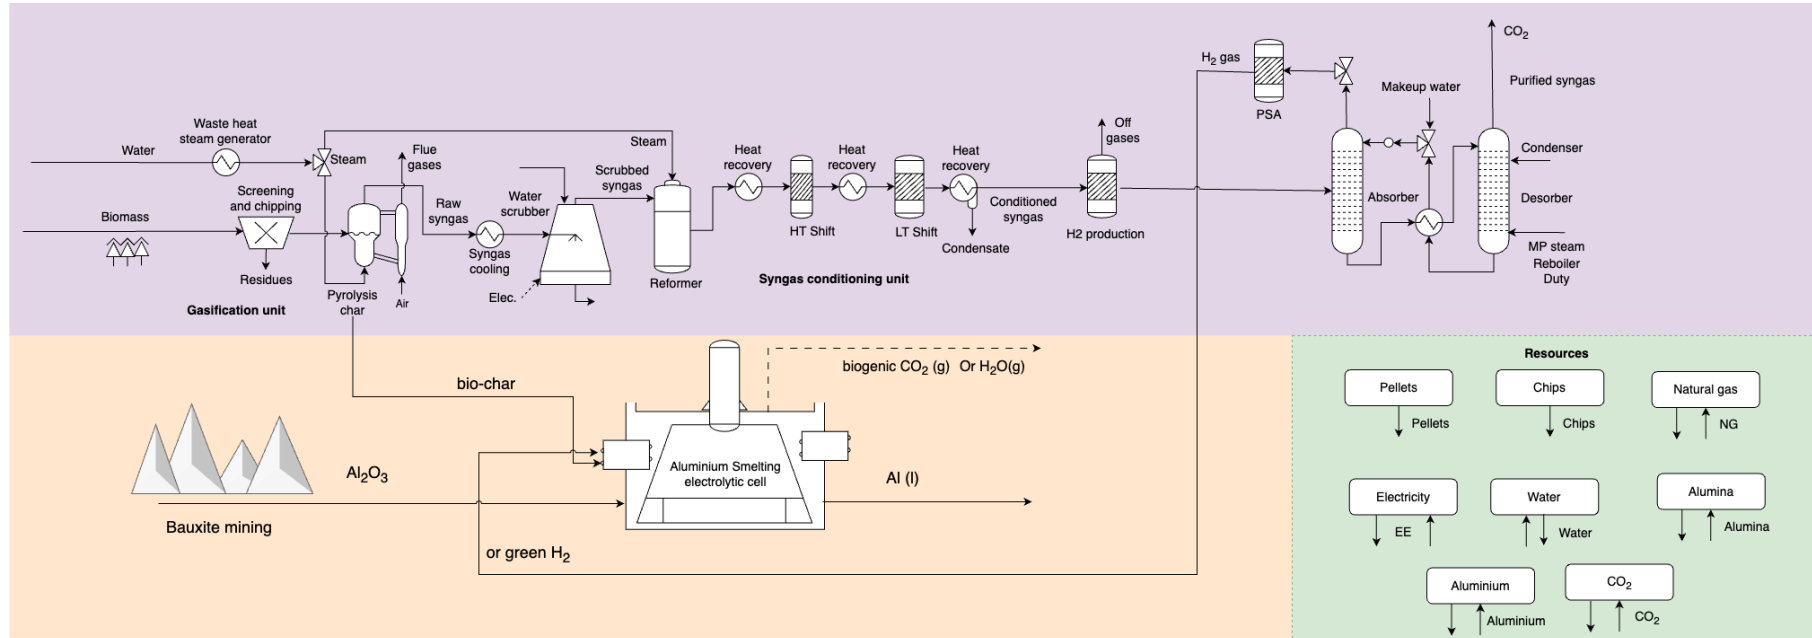 CO₂
H₂ gas
Purified syngas
Makeup water
PSA
Waste heat
steam generator
Flue
gases
Off
gases
Water
Steam
Steam
Heat
recovery
Heat
recovery
Heat
recovery
Condenser
Scrubbed
syngas
Screening
and chipping
Biomass
Raw
syngas
Water
scrubber
Conditioned
syngas
Absorber
Desorber
HT Shift
LT Shift
H2 production
Condensate
Syngas
cooling
MP steam
Reboiler
Duty
Residues
Reformer
Syngas conditioning unit
Elec.
Pyrolysis
char
Air
Gasification unit
biogenic CO₂ (g) Or H₂O(g)
bio-char
Al₂O₃
Aluminium Smelting
electrolytic cell
Al (l)
Bauxite mining
or green H₂
Resources
Pellets
Chips
Natural gas
Pellets
Chips
NG
Electricity
Water
Alumina
EE
Water
Alumina
Aluminium
CO₂
Aluminium
CO₂